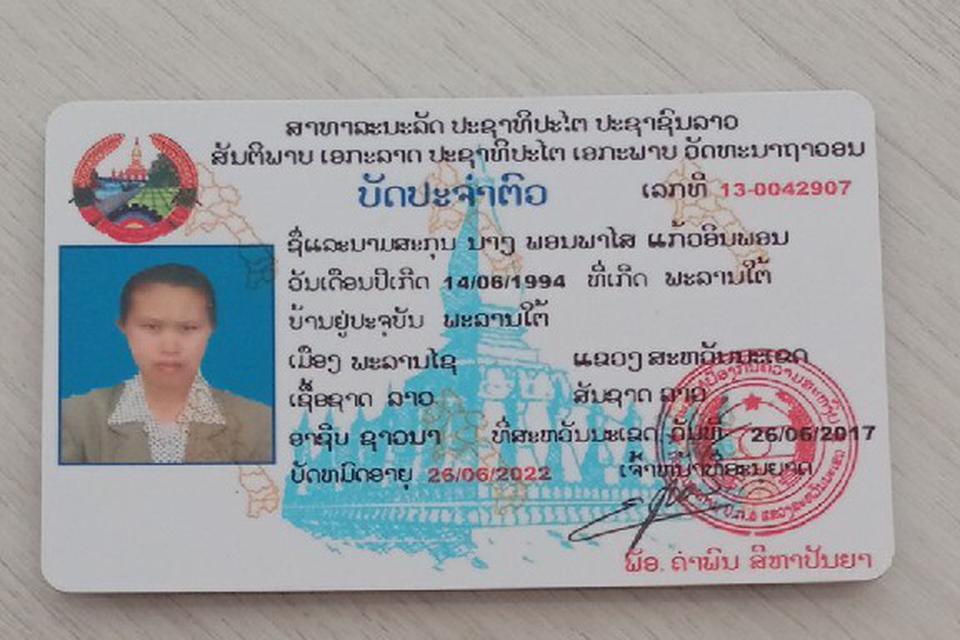 ສາທາລະນະລັດ ປະຊາທິປະໄຕ ປະຊາຊົນລາວ
ສັນຕິພາບ ເອກະລາດ ປະຊາທິປະໄຕ ເອກະພາບ ວັດທະນາຖາວອນ
ບັດປະຈຳຕົວ ເລກທີ 13-0042907
ຊື່ແລະນາມສະກຸນ ນາງ ພອນພາໄສ ແກ້ວອິນພອນ
ວັນເດືອນປີເກີດ 14/06/1994 ທີ່ເກີດ ພະລານໃຕ້
ບ້ານຢູ່ປະຈຸບັນ ພະລານໃຕ້
ເມືອງ ພະລານໄຊ ແຂວງ ສະຫວັນນະເຂດ
ເຊື້ອຊາດ ລາວ ສັນຊາດ ລາວ
ອາຊີບ ຊາວນາ ທີ່ສະຫວັນນະເຂດ, ວັນທີ 26/06/2017
ບັດຫມົດອາຍຸ 26/06/2022 ເຈົ້າຫນ້າທີ່ອະນຸຍາດ
ພັອ. ຄຳພົນ ສີຫາປັນຍາ